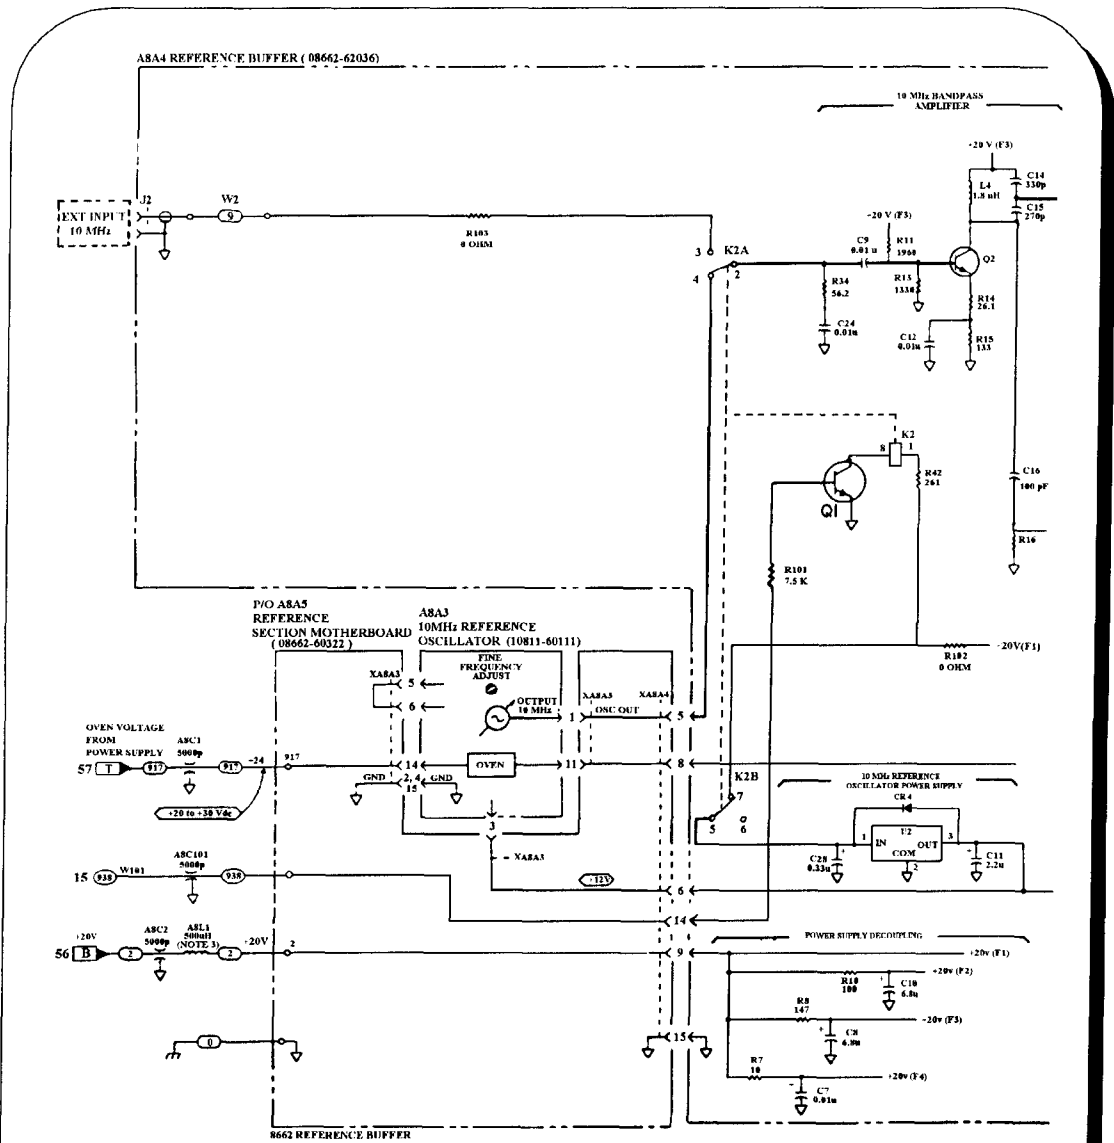 A8A4 REFERENCE BUFFER ( 08662-62036)
10 MHz BANDPASS
AMPLIFIER
+20 V (F3)
L4
1.8 uH
C14
330p
C15
270p
J2
W2
EXT INPUT
10 MHz
9
R103
0 OHM
3
K2A
4
2
+20 V (F3)
C9
0.01 u
R11
1960
Q2
R34
56.2
R13
1330
R14
26.1
C24
0.01u
C12
0.01u
R15
133
K2
8
1
R42
261
C16
100 pF
Q1
R16
R101
7.5 K
P/O A8A5
REFERENCE
SECTION MOTHERBOARD
( 08662-60322 )
A8A3
10MHz REFERENCE
OSCILLATOR (10811-60111)
FINE
FREQUENCY
ADJUST
R102
0 OHM
-20V(F1)
XA8A3
5
6
OUTPUT
10 MHz
1
XA8A3
OSC OUT
XA8A4
5
OVEN VOLTAGE
FROM
POWER SUPPLY
A8C1
5000p
57
T
917
917
-24
917
14
OVEN
11
8
GND
2, 4
15
GND
+20 to +30 Vdc
K2B
7
5
6
10 MHz REFERENCE
OSCILLATOR POWER SUPPLY
CR4
1
IN
U2
OUT
3
COM
2
C28
0.33u
C11
2.2u
3
XA8A3
+12V
6
A8C101
5000p
15
938
W101
938
14
+20V
56
B
2
A8C2
5000p
A8L1
500uH
(NOTE 3)
2
+20V
2
9
POWER SUPPLY DECOUPLING
+20v (F1)
+20v (F2)
R10
100
C10
6.8u
R8
147
-20v (F3)
C8
6.8u
0
15
R7
10
+20v (F4)
C7
0.01u
8662 REFERENCE BUFFER